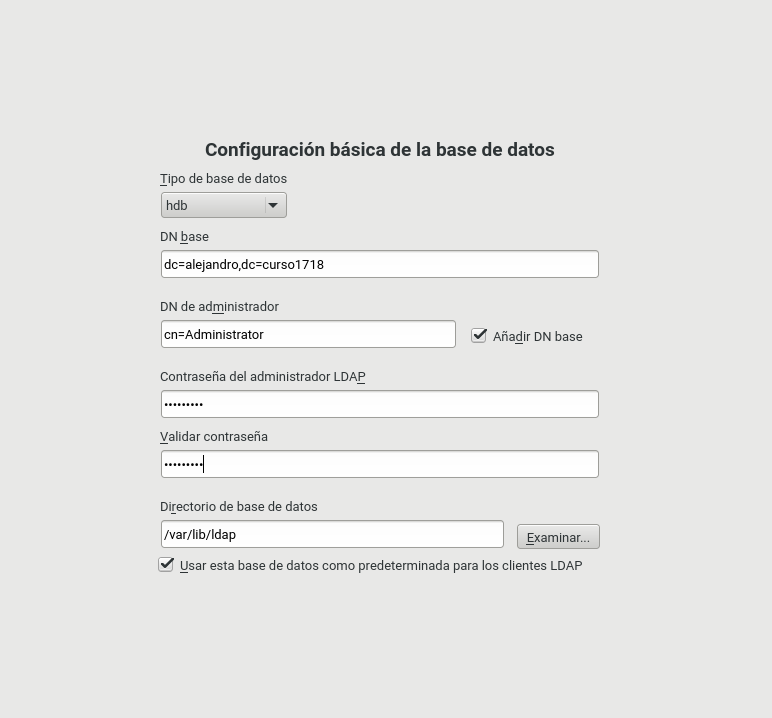 Configuración básica de la base de datos
Tipo de base de datos
hdb
DN base
dc=alejandro,dc=curso1718
DN de administrador
cn=Administrator
Añadir DN base
Contraseña del administrador LDAP
•••••••••
Validar contraseña
•••••••••
Directorio de base de datos
/var/lib/ldap
Examinar...
Usar esta base de datos como predeterminada para los clientes LDAP